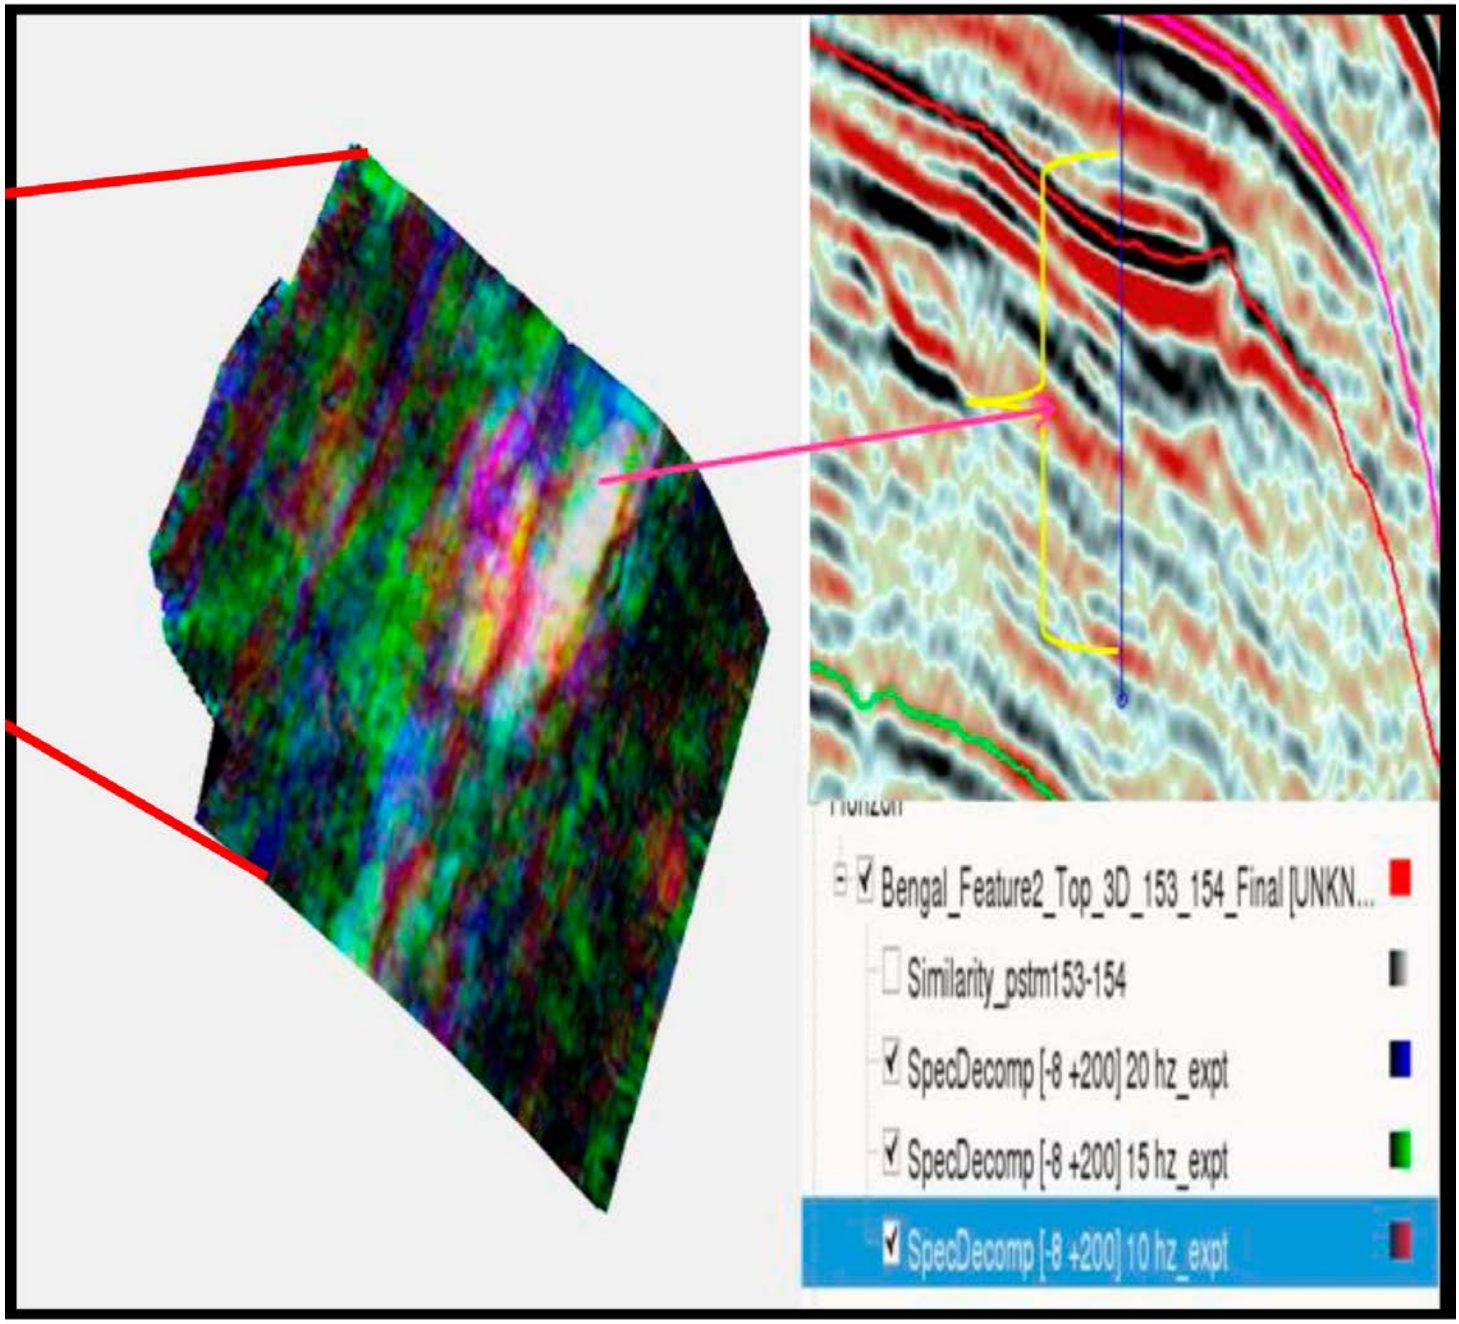 Horizon
Bengal_Feature2_Top_3D_153_154_Final [UNKN...
Similarity_pstm153-154
SpecDecomp [-8 +200] 20 hz_expt
SpecDecomp [-8 +200] 15 hz_expt
SpecDecomp [-8 +200] 10 hz_expt